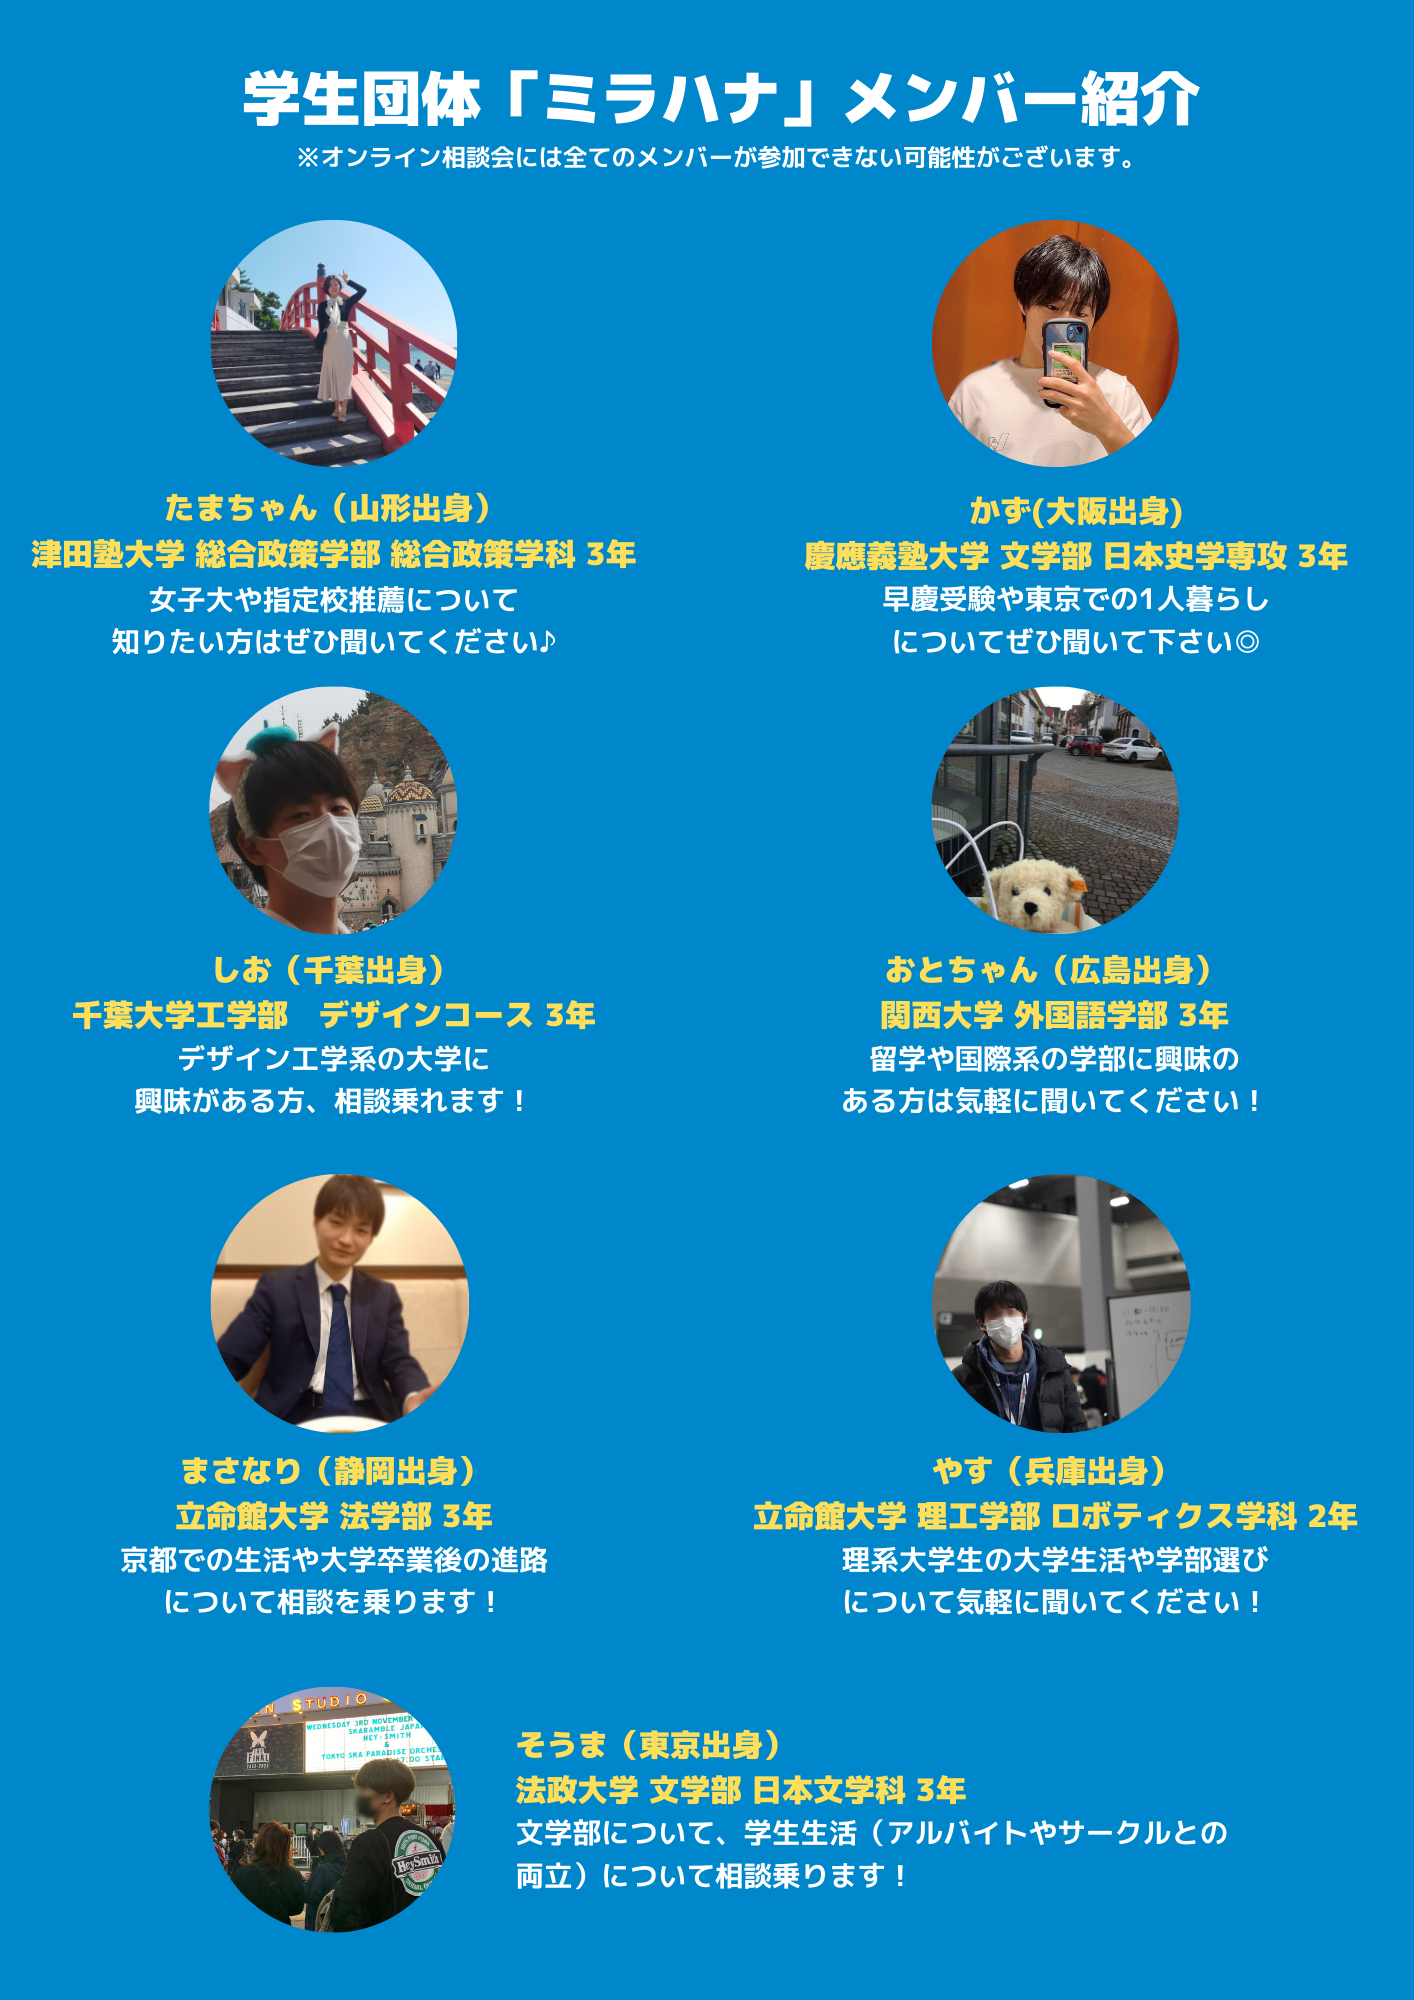 学生団体「ミラハナ」メンバー紹介
※オンライン相談会には全てのメンバーが参加できない可能性がございます。
たまちゃん（山形出身）
津田塾大学 総合政策学部 総合政策学科 3年
女子大や指定校推薦について
知りたい方はぜひ聞いてください♪
かず(大阪出身)
慶應義塾大学 文学部 日本史学専攻 3年
早慶受験や東京での1人暮らし
についてぜひ聞いて下さい◎
しお（千葉出身）
千葉大学工学部　デザインコース 3年
デザイン工学系の大学に
興味がある方、相談乗れます！
おとちゃん（広島出身）
関西大学 外国語学部 3年
留学や国際系の学部に興味の
ある方は気軽に聞いてください！
まさなり（静岡出身）
立命館大学 法学部 3年
京都での生活や大学卒業後の進路
について相談を乗ります！
やす（兵庫出身）
立命館大学 理工学部 ロボティクス学科 2年
理系大学生の大学生活や学部選び
について気軽に聞いてください！
STUDIO
WEDNESDAY 3RD NOVEMBER
SKARAMBLE JAPA
HEY-SMITH
&
TOKYO SKA PARADISE ORCHES
FINAL
HeySmith
そうま（東京出身）
法政大学 文学部 日本文学科 3年
文学部について、学生生活（アルバイトやサークルとの
両立）について相談乗ります！